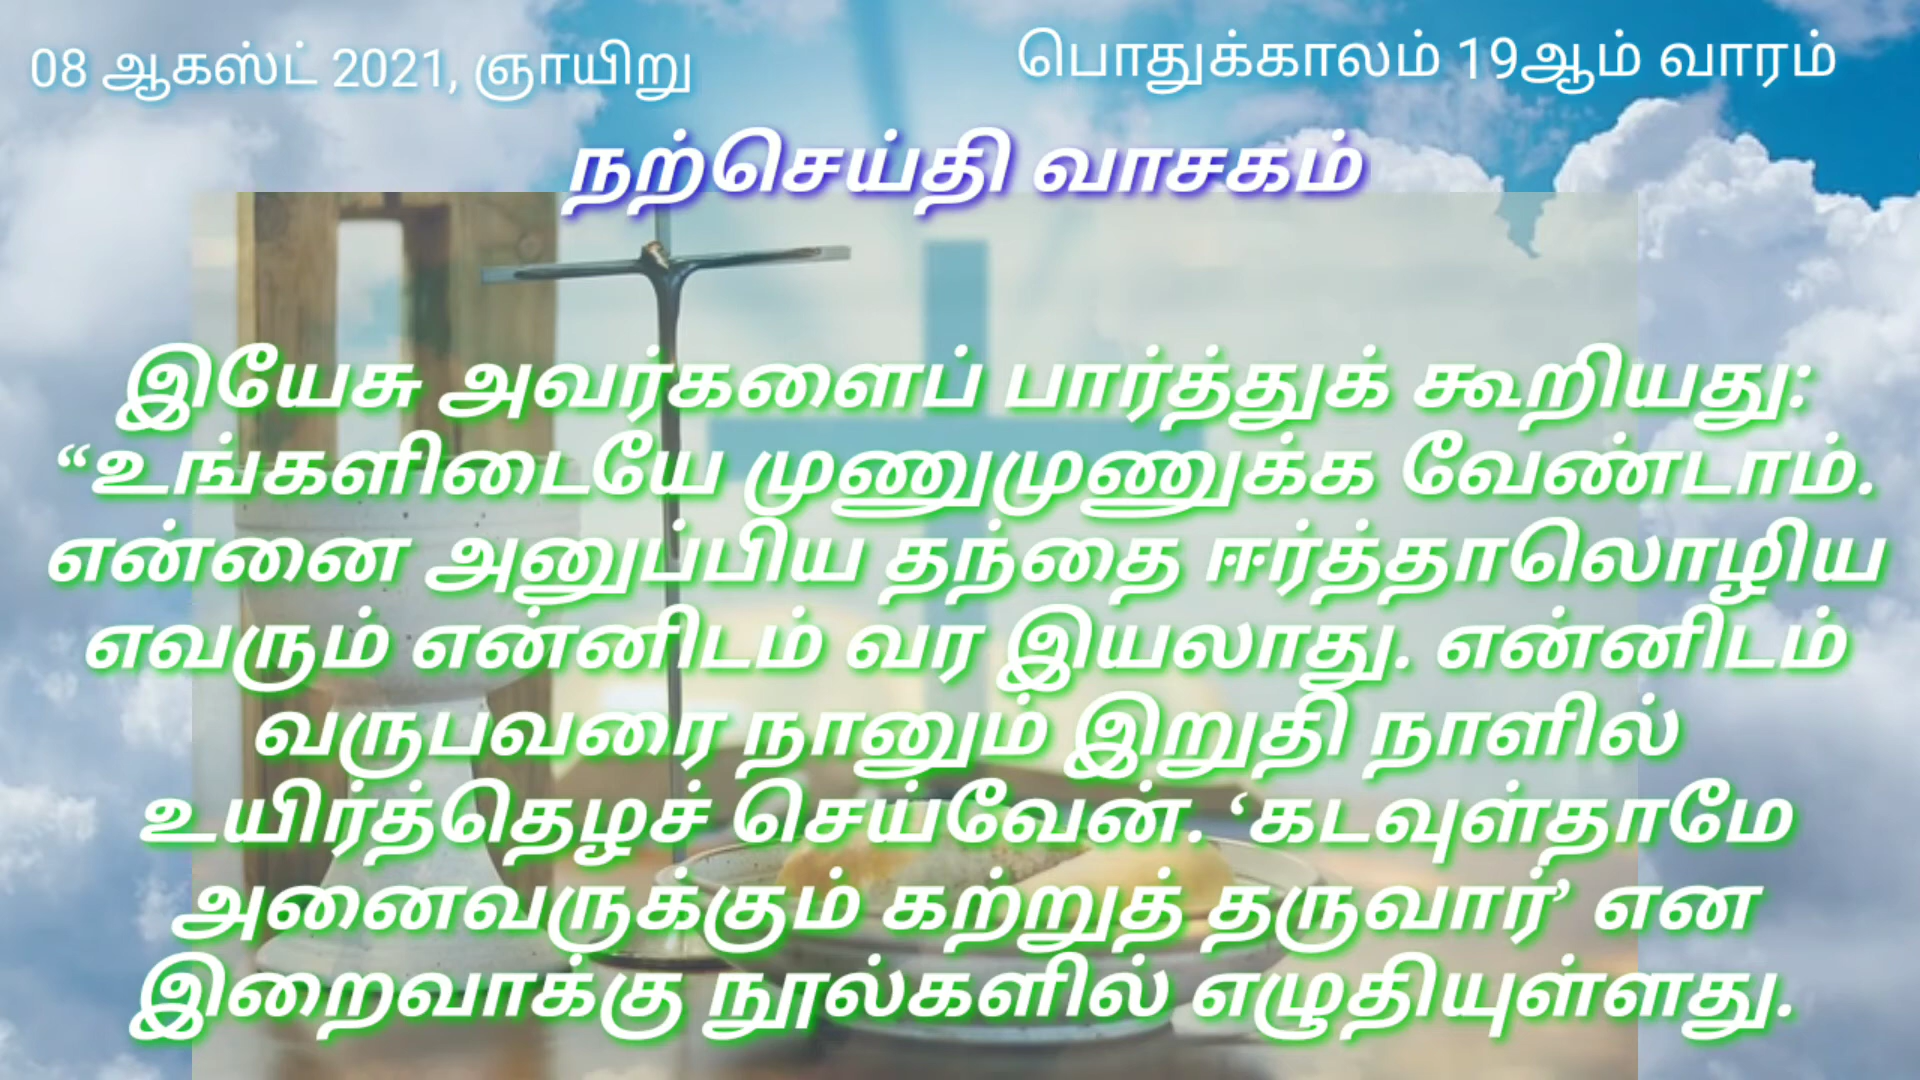 08 ஆகஸ்ட் 2021, ஞாயிறு
பொதுக்காலம் 19ஆம் வாரம்
நற்செய்தி வாசகம்
இயேசு அவர்களைப் பார்த்துக் கூறியது:
“உங்களிடையே முணுமுணுக்க வேண்டாம்.
என்னை அனுப்பிய தந்தை ஈர்த்தாலொழிய
எவரும் என்னிடம் வர இயலாது. என்னிடம்
வருபவரை நானும் இறுதி நாளில்
உயிர்த்தெழச் செய்வேன். ‘கடவுள்தாமே
அனைவருக்கும் கற்றுத் தருவார்’ என
இறைவாக்கு நூல்களில் எழுதியுள்ளது.